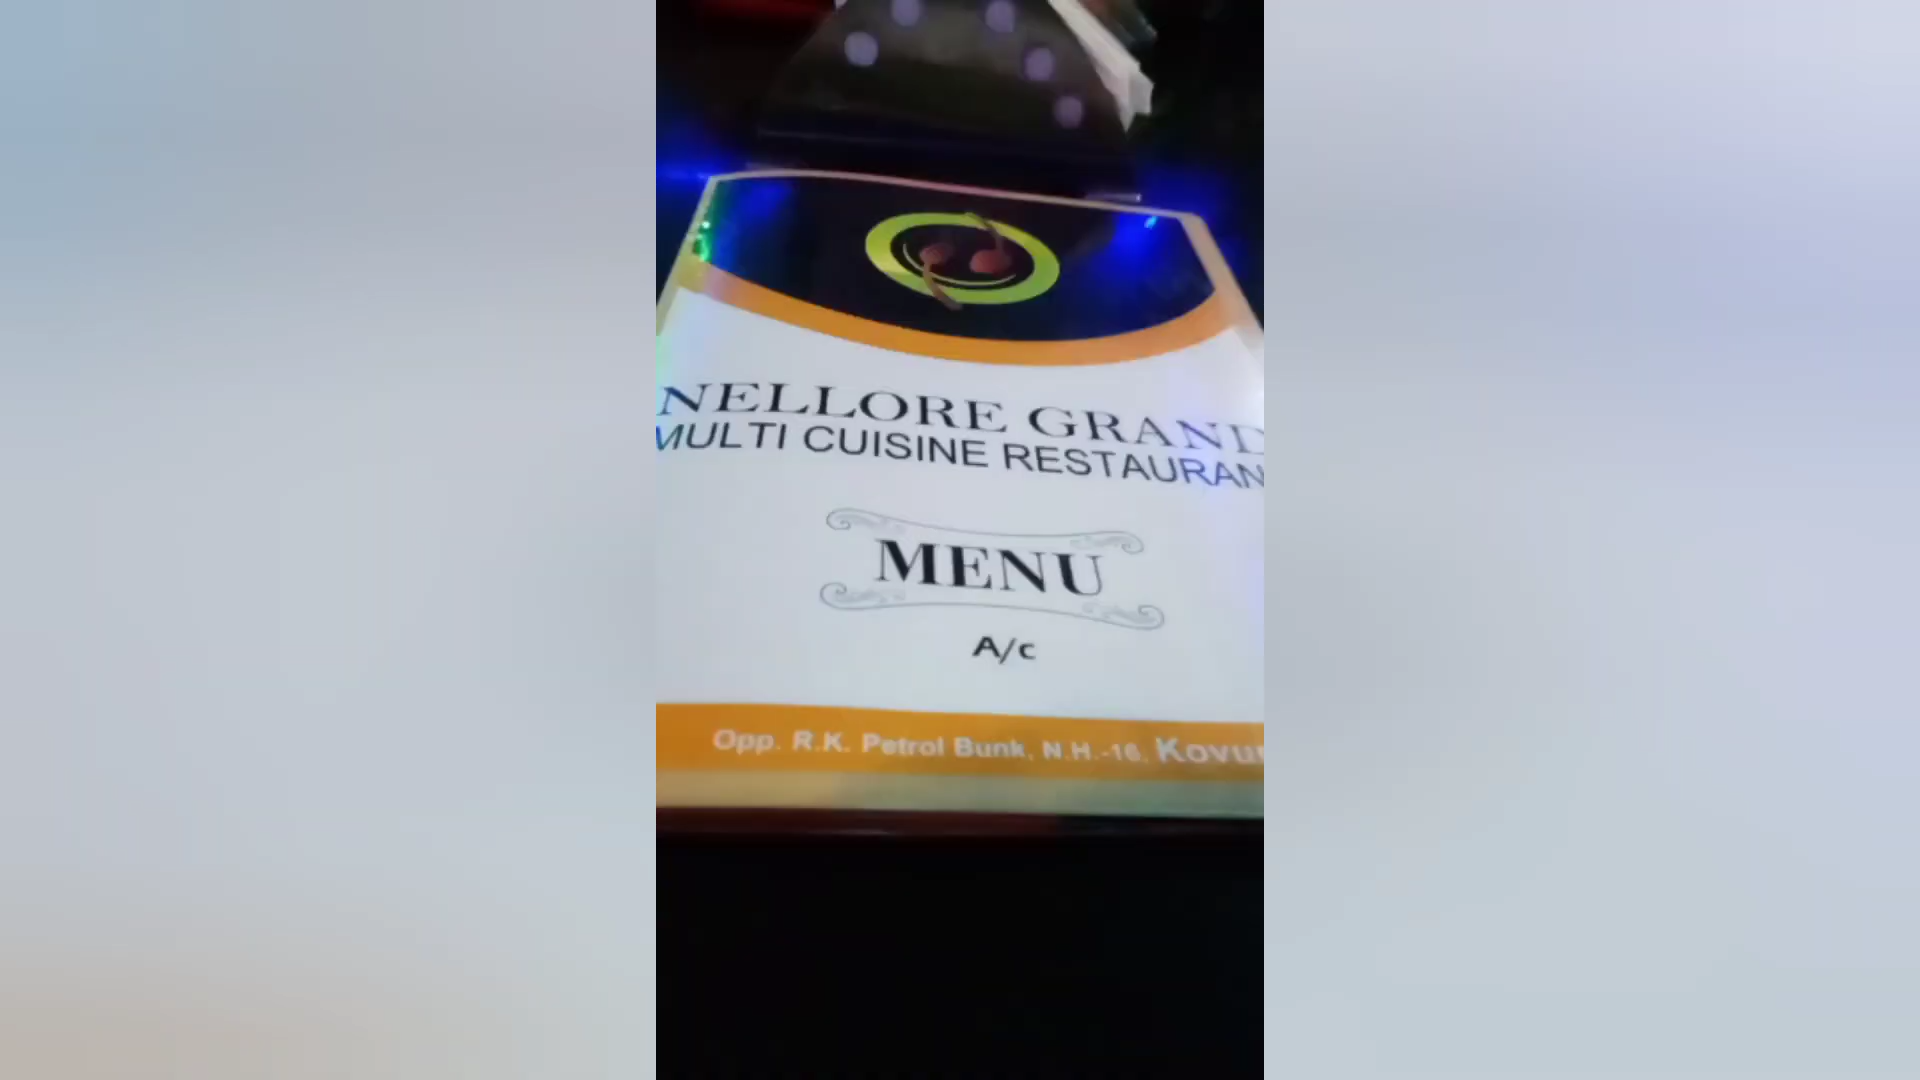 NELLORE GRAND
MULTI CUISINE RESTAURAN
MENU
A/c
Opp. R.K. Petrol Bunk, N.H.-16, Kovur